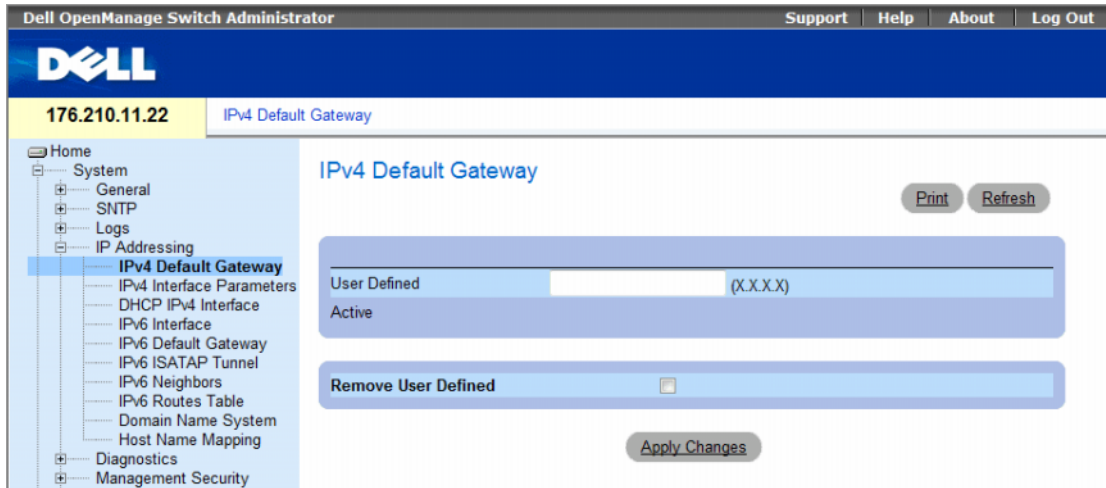 Dell OpenManage Switch Administrator Support Help About Log Out
DELL
176.210.11.22 IPv4 Default Gateway
Home
System
General
SNTP
Logs
IP Addressing
IPv4 Default Gateway
IPv4 Interface Parameters
DHCP IPv4 Interface
IPv6 Interface
IPv6 Default Gateway
IPv6 ISATAP Tunnel
IPv6 Neighbors
IPv6 Routes Table
Domain Name System
Host Name Mapping
Diagnostics
Management Security
IPv4 Default Gateway
Print Refresh
User Defined (X.X.X.X)
Active
Remove User Defined
Apply Changes